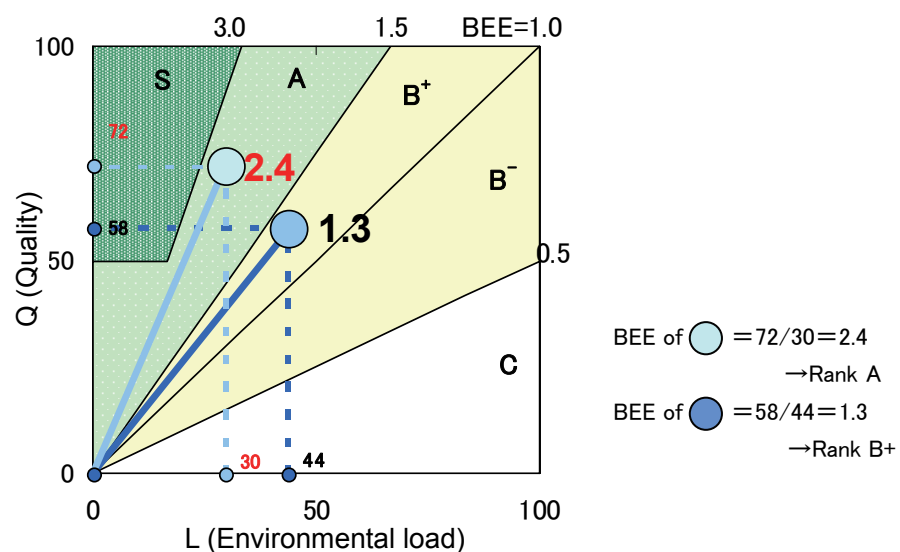 3.0 1.5 BEE=1.0
100
S A B⁺
72
2.4
B⁻
58
1.3
0.5
50
Q (Quality)
BEE of =72/30=2.4
→Rank A
C
BEE of =58/44=1.3
→Rank B+
30 44
0
0 50 100
L (Environmental load)